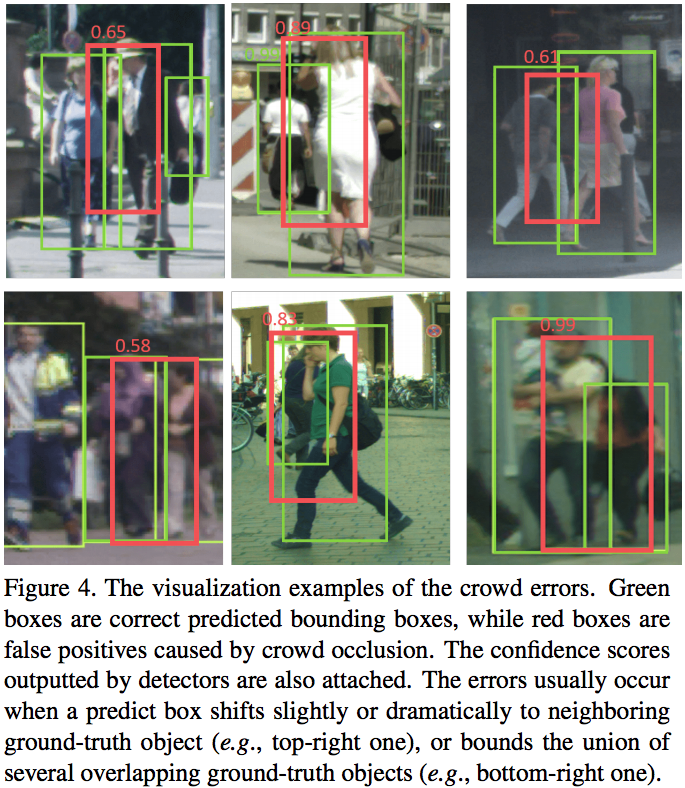 0.65
0.89
0.61
0.58
0.83
0.99
Figure 4. The visualization examples of the crowd errors. Green
boxes are correct predicted bounding boxes, while red boxes are
false positives caused by crowd occlusion. The confidence scores
outputted by detectors are also attached. The errors usually occur
when a predict box shifts slightly or dramatically to neighboring
ground-truth object (e.g., top-right one), or bounds the union of
several overlapping ground-truth objects (e.g., bottom-right one).